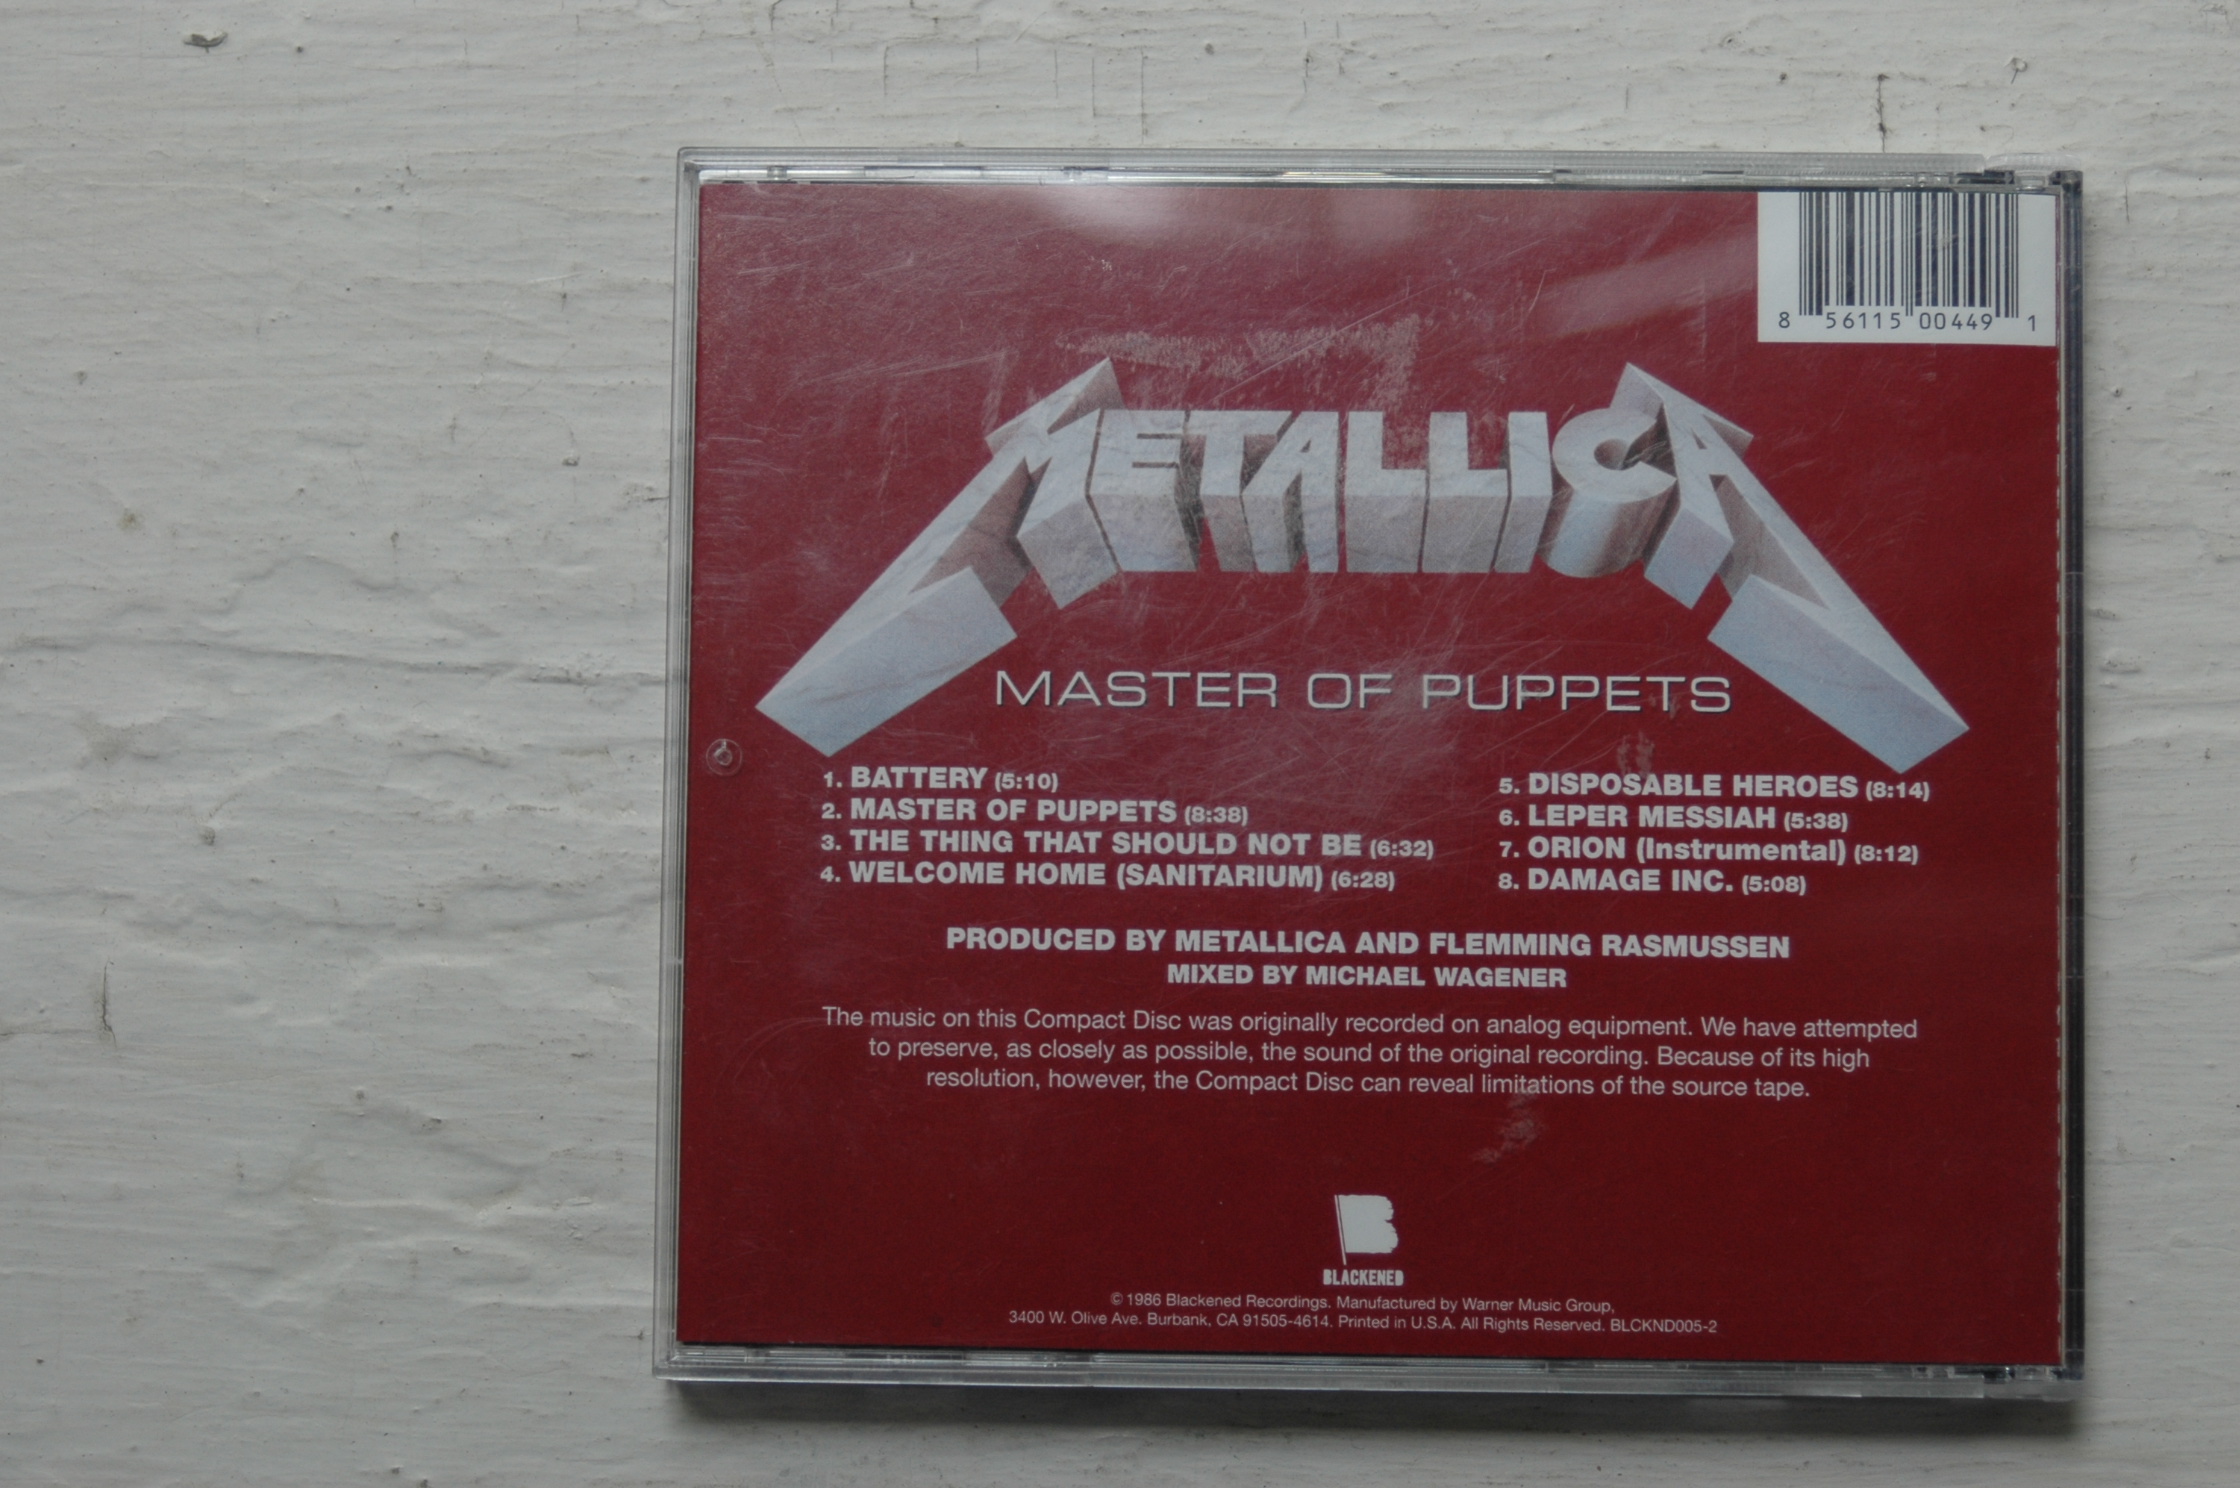 8 56115 00449 1
METALLICA
MASTER OF PUPPETS
1. BATTERY (5:10)
2. MASTER OF PUPPETS (8:38)
3. THE THING THAT SHOULD NOT BE (6:32)
4. WELCOME HOME (SANITARIUM) (6:28)
5. DISPOSABLE HEROES (8:14)
6. LEPER MESSIAH (5:38)
7. ORION (Instrumental) (8:12)
8. DAMAGE INC. (5:08)
PRODUCED BY METALLICA AND FLEMMING RASMUSSEN
MIXED BY MICHAEL WAGENER
The music on this Compact Disc was originally recorded on analog equipment. We have attempted
to preserve, as closely as possible, the sound of the original recording. Because of its high
resolution, however, the Compact Disc can reveal limitations of the source tape.
B
BLACKENED
© 1986 Blackened Recordings. Manufactured by Warner Music Group,
3400 W. Olive Ave. Burbank, CA 91505-4614. Printed in U.S.A. All Rights Reserved. BLCKND005-2